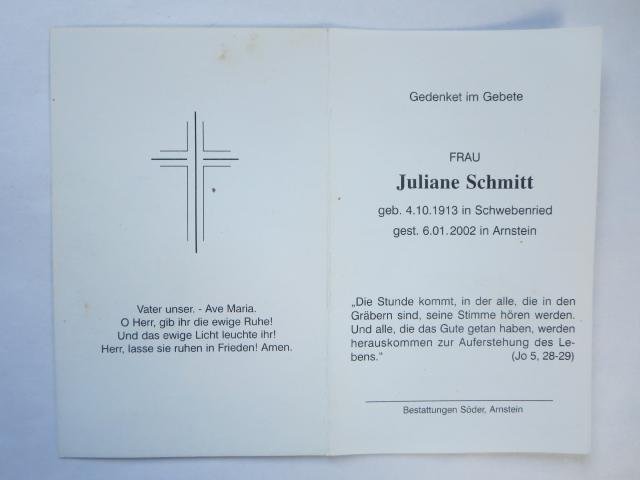 Vater unser. - Ave Maria.
O Herr, gib ihr die ewige Ruhe!
Und das ewige Licht leuchte ihr!
Herr, lasse sie ruhen in Frieden! Amen.
Gedenket im Gebete
FRAU
Juliane Schmitt
geb. 4.10.1913 in Schwebenried
gest. 6.01.2002 in Arnstein
„Die Stunde kommt, in der alle, die in den
Gräbern sind, seine Stimme hören werden.
Und alle, die das Gute getan haben, werden
herauskommen zur Auferstehung des Le-
bens.“ (Jo 5, 28-29)
Bestattungen Söder, Arnstein